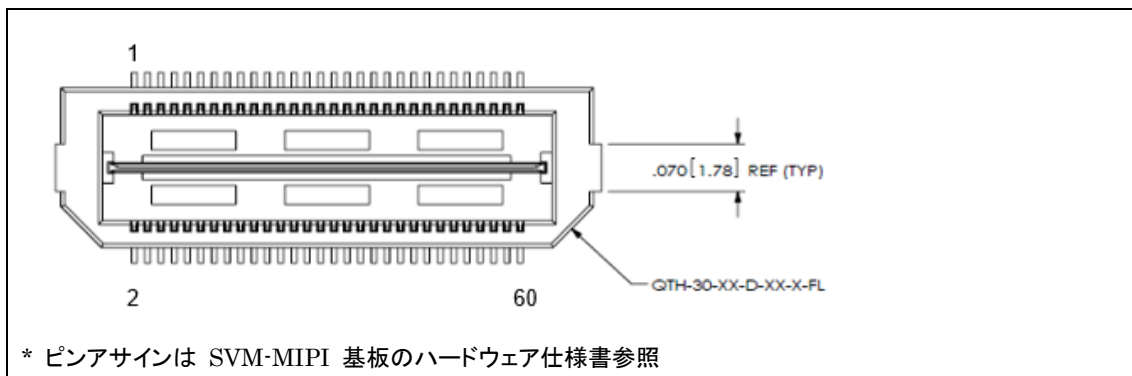 1
.070[1.78] REF (TYP)
QTH-30-XX-D-XX-X-FL
2 60
* ピンアサインは SVM-MIPI 基板のハードウェア仕様書参照